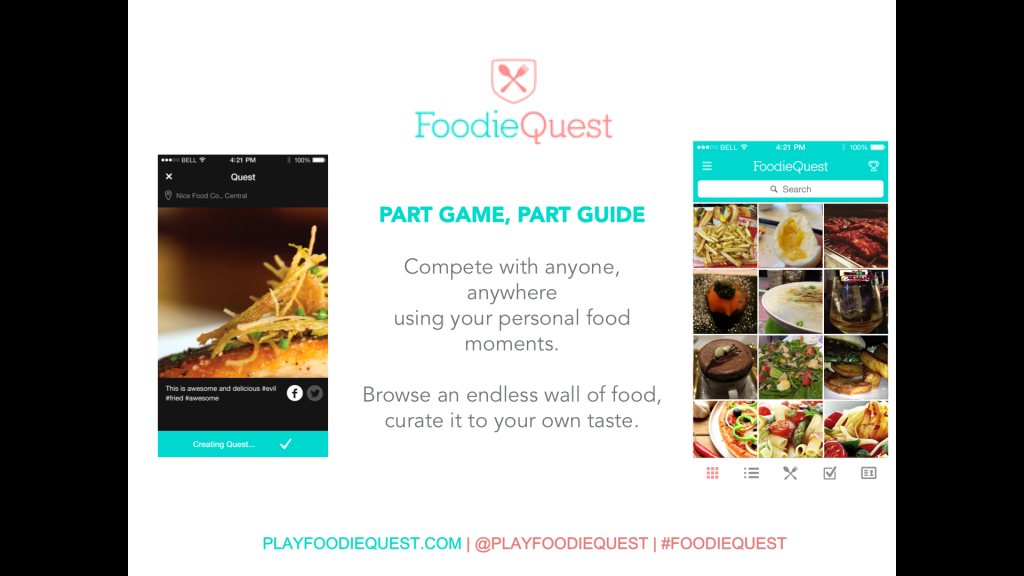 FoodieQuest
BELL 4:21 PM 100%
Quest
Nice Food Co., Central
This is awesome and delicious #evil
#fried #awesome
Creating Quest...
PART GAME, PART GUIDE
Compete with anyone,
anywhere
using your personal food
moments.
Browse an endless wall of food,
curate it to your own taste.
BELL 4:21 PM 100%
FoodieQuest
Search
PLAYFOODIEQUEST.COM | @PLAYFOODIEQUEST | #FOODIEQUEST